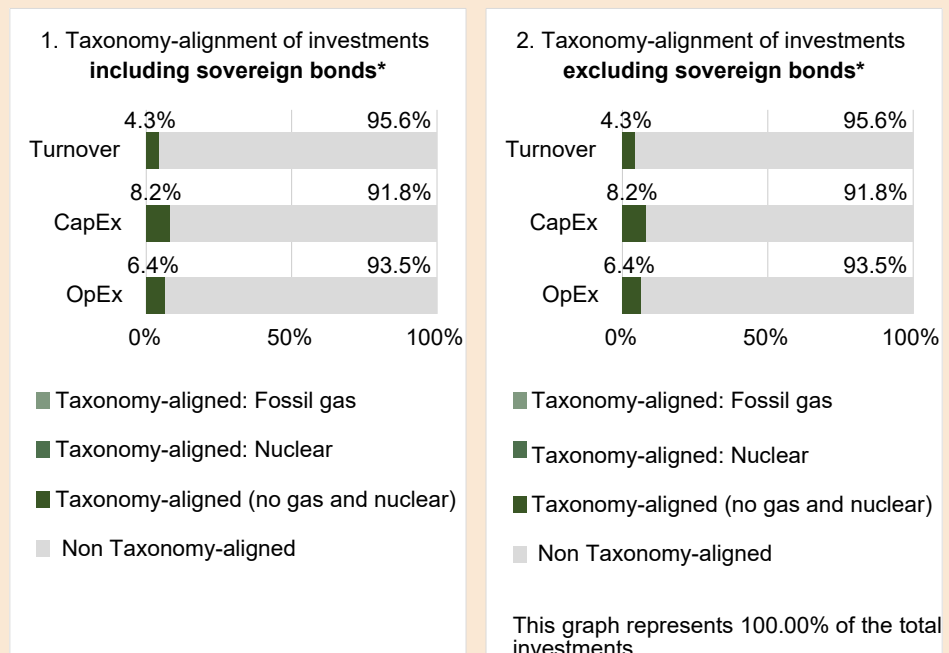 1. Taxonomy-alignment of investments
including sovereign bonds*
4.3% 95.6%
Turnover
8.2% 91.8%
CapEx
6.4% 93.5%
OpEx
0% 50% 100%
Taxonomy-aligned: Fossil gas
Taxonomy-aligned: Nuclear
Taxonomy-aligned (no gas and nuclear)
Non Taxonomy-aligned
2. Taxonomy-alignment of investments
excluding sovereign bonds*
4.3% 95.6%
Turnover
8.2% 91.8%
CapEx
6.4% 93.5%
OpEx
0% 50% 100%
Taxonomy-aligned: Fossil gas
Taxonomy-aligned: Nuclear
Taxonomy-aligned (no gas and nuclear)
Non Taxonomy-aligned
This graph represents 100.00% of the total
investments